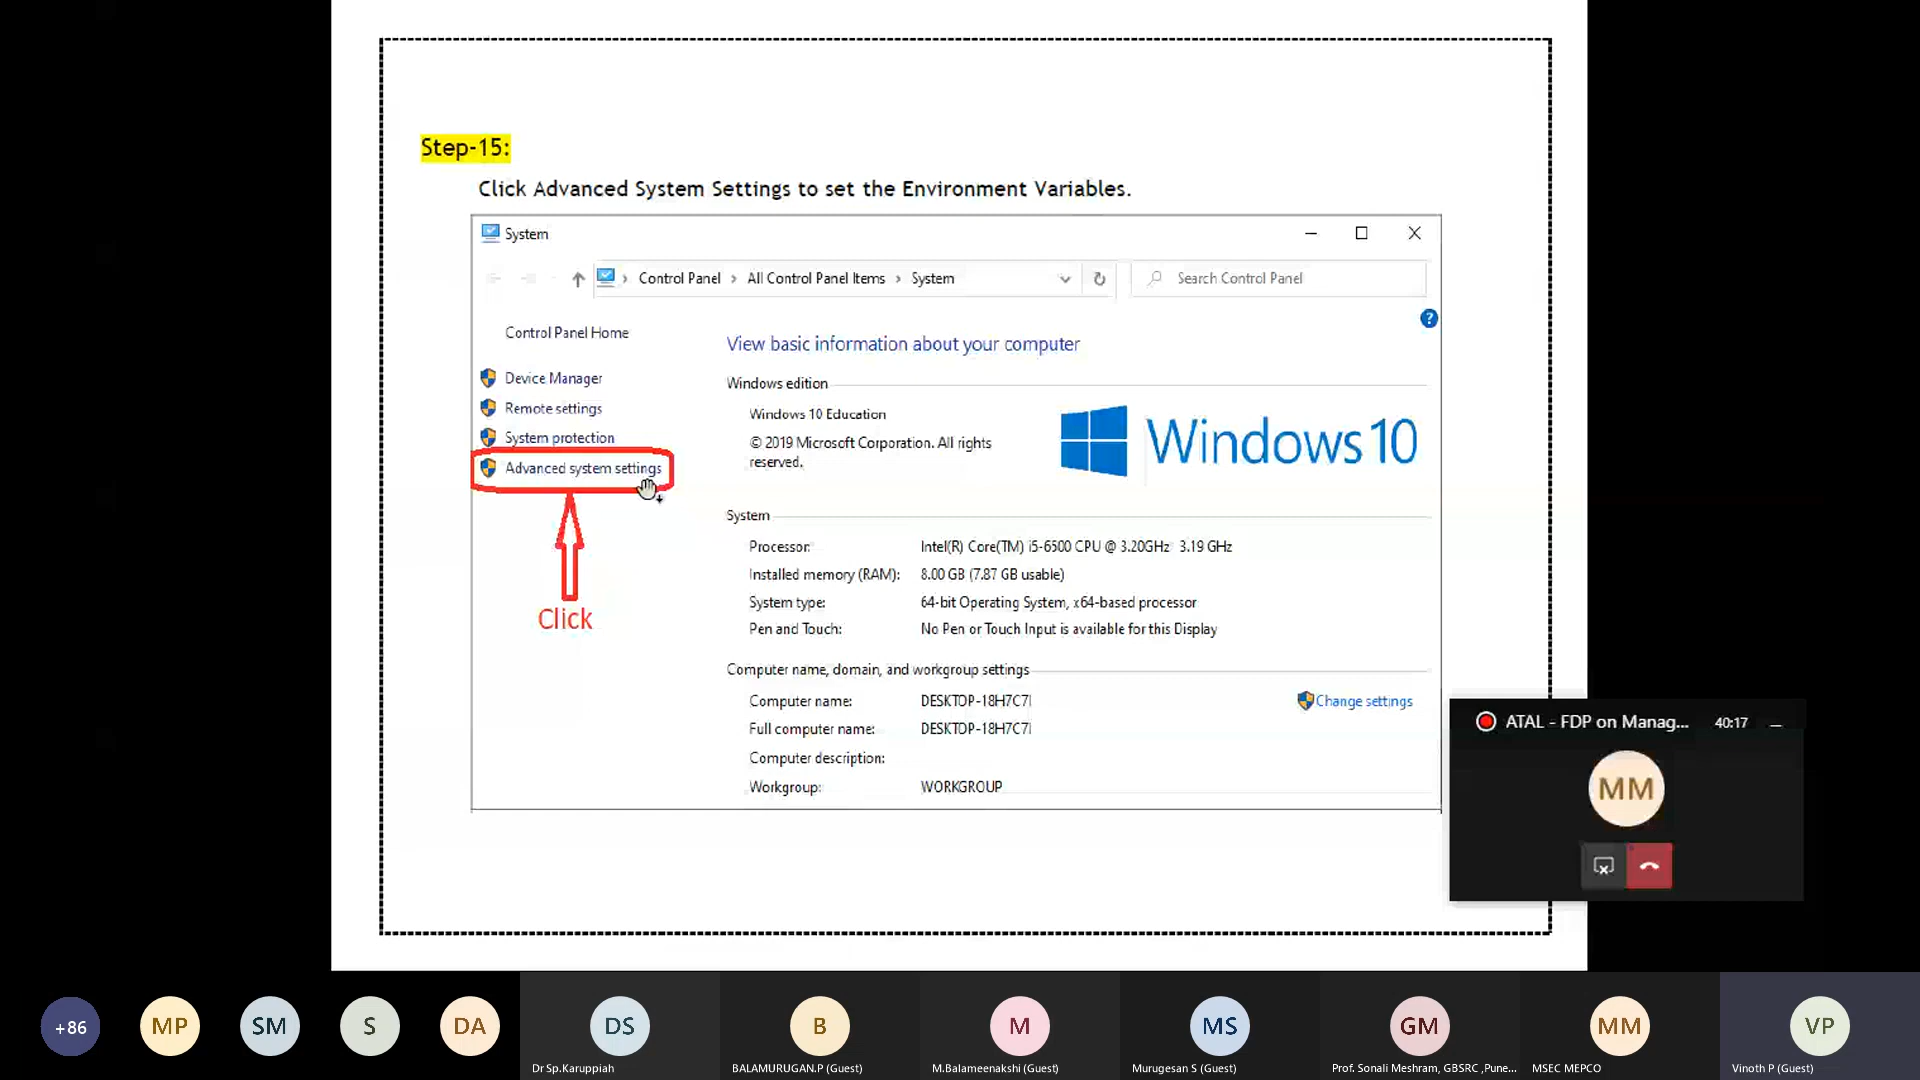 Step-15:
Click Advanced System Settings to set the Environment Variables.
System
Control Panel > All Control Panel Items > System
Search Control Panel
Control Panel Home
?
View basic information about your computer
Device Manager
Remote settings
System protection
Advanced system settings
Click
Windows edition
Windows 10 Education
© 2019 Microsoft Corporation. All rights
reserved.
Windows 10
System
Processor: Intel(R) Core(TM) i5-6500 CPU @ 3.20GHz 3.19 GHz
Installed memory (RAM): 8.00 GB (7.87 GB usable)
System type: 64-bit Operating System, x64-based processor
Pen and Touch: No Pen or Touch Input is available for this Display
Computer name, domain, and workgroup settings
Computer name: DESKTOP-18H7C7I
Change settings
Full computer name: DESKTOP-18H7C7I
Computer description:
Workgroup: WORKGROUP
ATAL - FDP on Manag... 40:17
MM
+86
MP
SM
S
DA
DS
B
M
MS
GM
MM
VP
Dr Sp.Karuppiah
BALAMURUGAN.P (Guest)
M.Balameenakshi (Guest)
Murugesan S (Guest)
Prof. Sonali Meshram, GBSRC ,Pune...
MSEC MEPCO
Vinoth P (Guest)